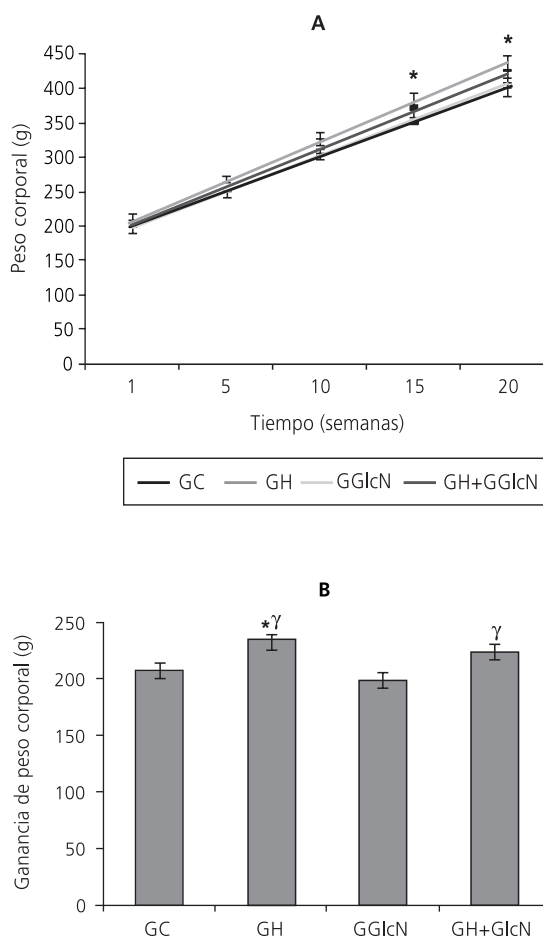 A
Peso corporal (g)
450
400
350
300
250
200
150
100
50
0
*
*
1 5 10 15 20
Tiempo (semanas)
GC GH GGlcN GH+GGlcN
B
Ganancia de peso corporal (g)
250
200
150
100
50
0
*γ
γ
GC GH GGlcN GH+GlcN